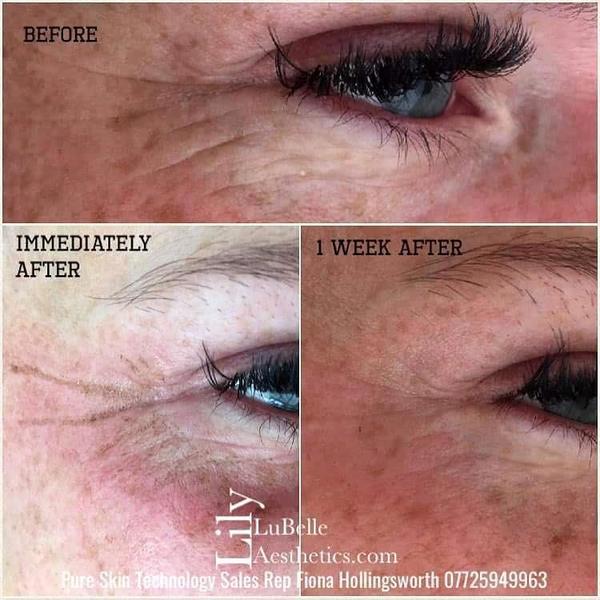 BEFORE
IMMEDIATELY
AFTER
1 WEEK AFTER
Lily
LuBelle
Aesthetics.com
Pure Skin Technology Sales Rep Fiona Hollingsworth 07725949963